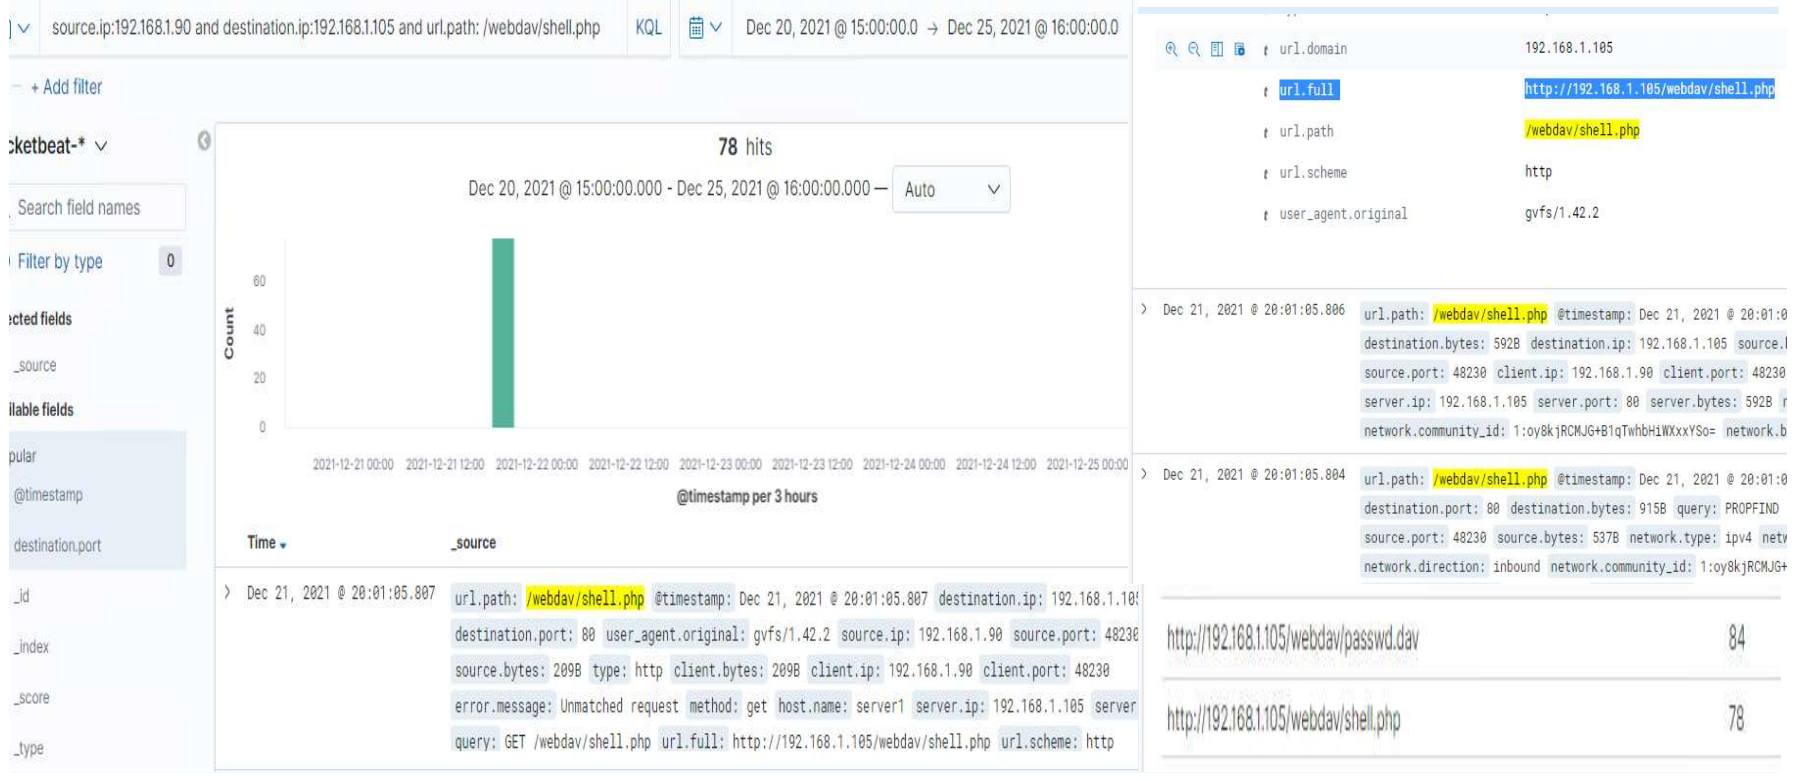 source.ip:192.168.1.90 and destination.ip:192.168.1.105 and url.path: /webdav/shell.php KQL Dec 20, 2021 @ 15:00:00.0 → Dec 25, 2021 @ 16:00:00.0
+ Add filter
cketbeat-*
Search field names
Filter by type 0
ected fields
_source
ilable fields
pular
@timestamp
destination.port
_id
_index
_score
_type
78 hits
Dec 20, 2021 @ 15:00:00.000 - Dec 25, 2021 @ 16:00:00.000 — Auto
Count
60
40
20
0
2021-12-21 00:00 2021-12-21 12:00 2021-12-22 00:00 2021-12-22 12:00 2021-12-23 00:00 2021-12-23 12:00 2021-12-24 00:00 2021-12-24 12:00 2021-12-25 00:00
@timestamp per 3 hours
Time _source
Dec 21, 2021 @ 20:01:05.807 url.path: /webdav/shell.php @timestamp: Dec 21, 2021 @ 20:01:05.807 destination.ip: 192.168.1.105
destination.port: 80 user_agent.original: gvfs/1.42.2 source.ip: 192.168.1.90 source.port: 48230
source.bytes: 209B type: http client.bytes: 209B client.ip: 192.168.1.90 client.port: 48230
error.message: Unmatched request method: get host.name: server1 server.ip: 192.168.1.105 server
query: GET /webdav/shell.php url.full: http://192.168.1.105/webdav/shell.php url.scheme: http
t url.domain 192.168.1.105
t url.full http://192.168.1.105/webdav/shell.php
t url.path /webdav/shell.php
t url.scheme http
t user_agent.original gvfs/1.42.2
Dec 21, 2021 @ 20:01:05.806 url.path: /webdav/shell.php @timestamp: Dec 21, 2021 @ 20:01:0
destination.bytes: 592B destination.ip: 192.168.1.105 source.
source.port: 48230 client.ip: 192.168.1.90 client.port: 48230
server.ip: 192.168.1.105 server.port: 80 server.bytes: 592B
network.community_id: 1:oy8kjRCMJG+B1qTwhbHiWXxxYSo= network.b
Dec 21, 2021 @ 20:01:05.804 url.path: /webdav/shell.php @timestamp: Dec 21, 2021 @ 20:01:0
destination.port: 80 destination.bytes: 915B query: PROPFIND
source.port: 48230 source.bytes: 537B network.type: ipv4 netw
network.direction: inbound network.community_id: 1:oy8kjRCMJG+
http://192.168.1.105/webdav/passwd.dav 84
http://192.168.1.105/webdav/shell.php 78